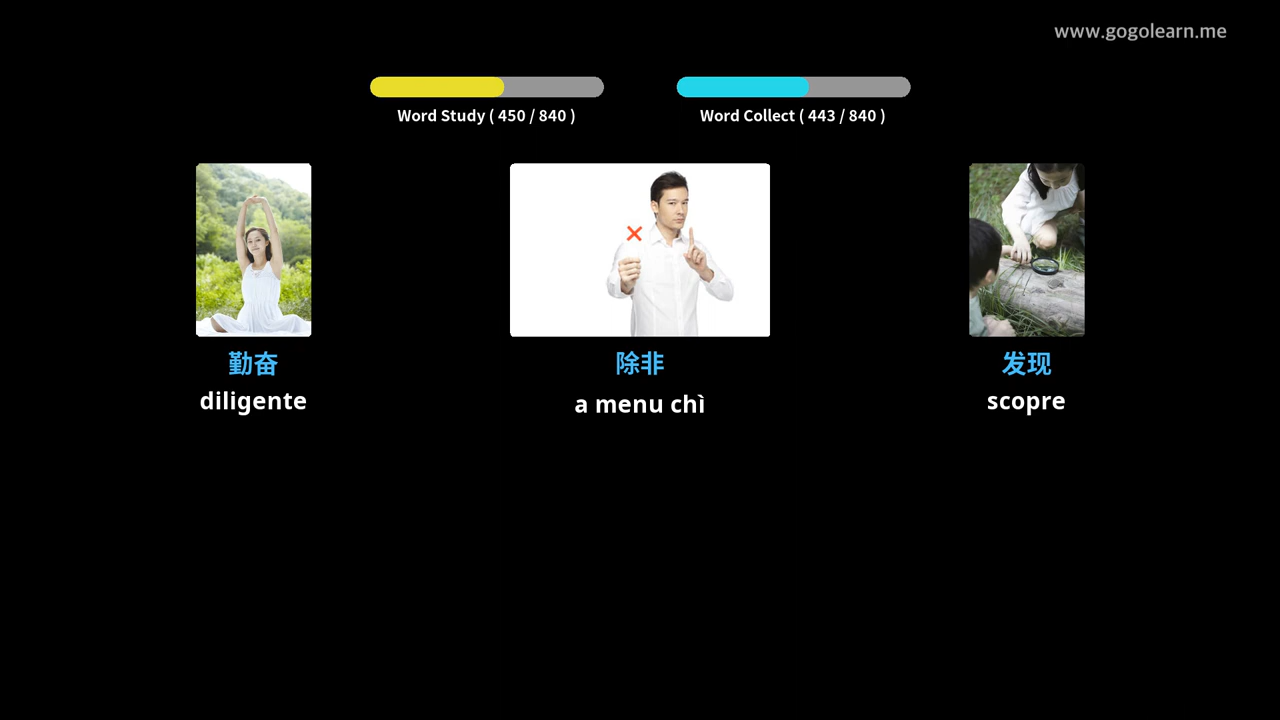 www.gogolearn.me
Word Study ( 450 / 840 )
Word Collect ( 443 / 840 )
勤奋
diligente
除非
a menu chì
发现
scopre